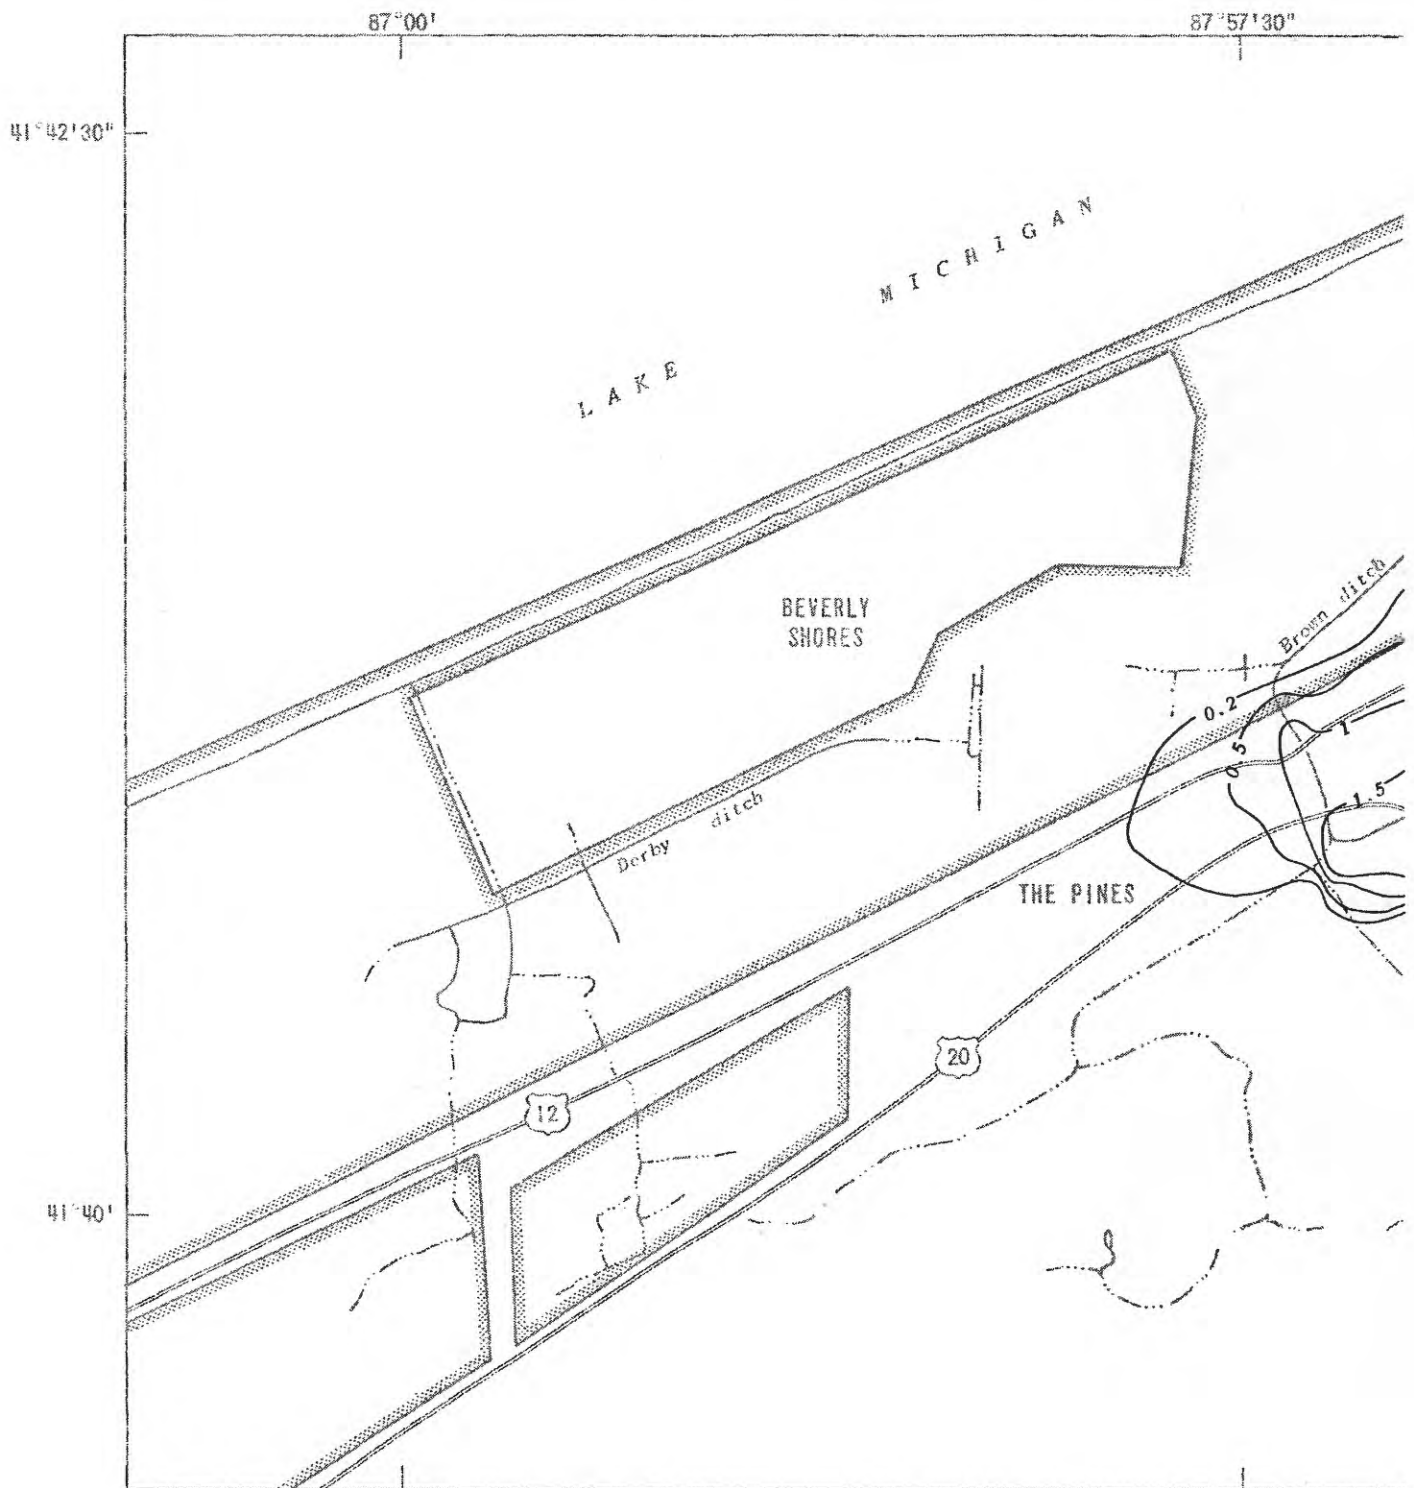 87°00'
87°57'30"
41°42'30"
LAKE MICHIGAN
BEVERLY
SHORES
Brown ditch
0.2
0.5
1
1.5
Derby ditch
THE PINES
20
12
41°40'